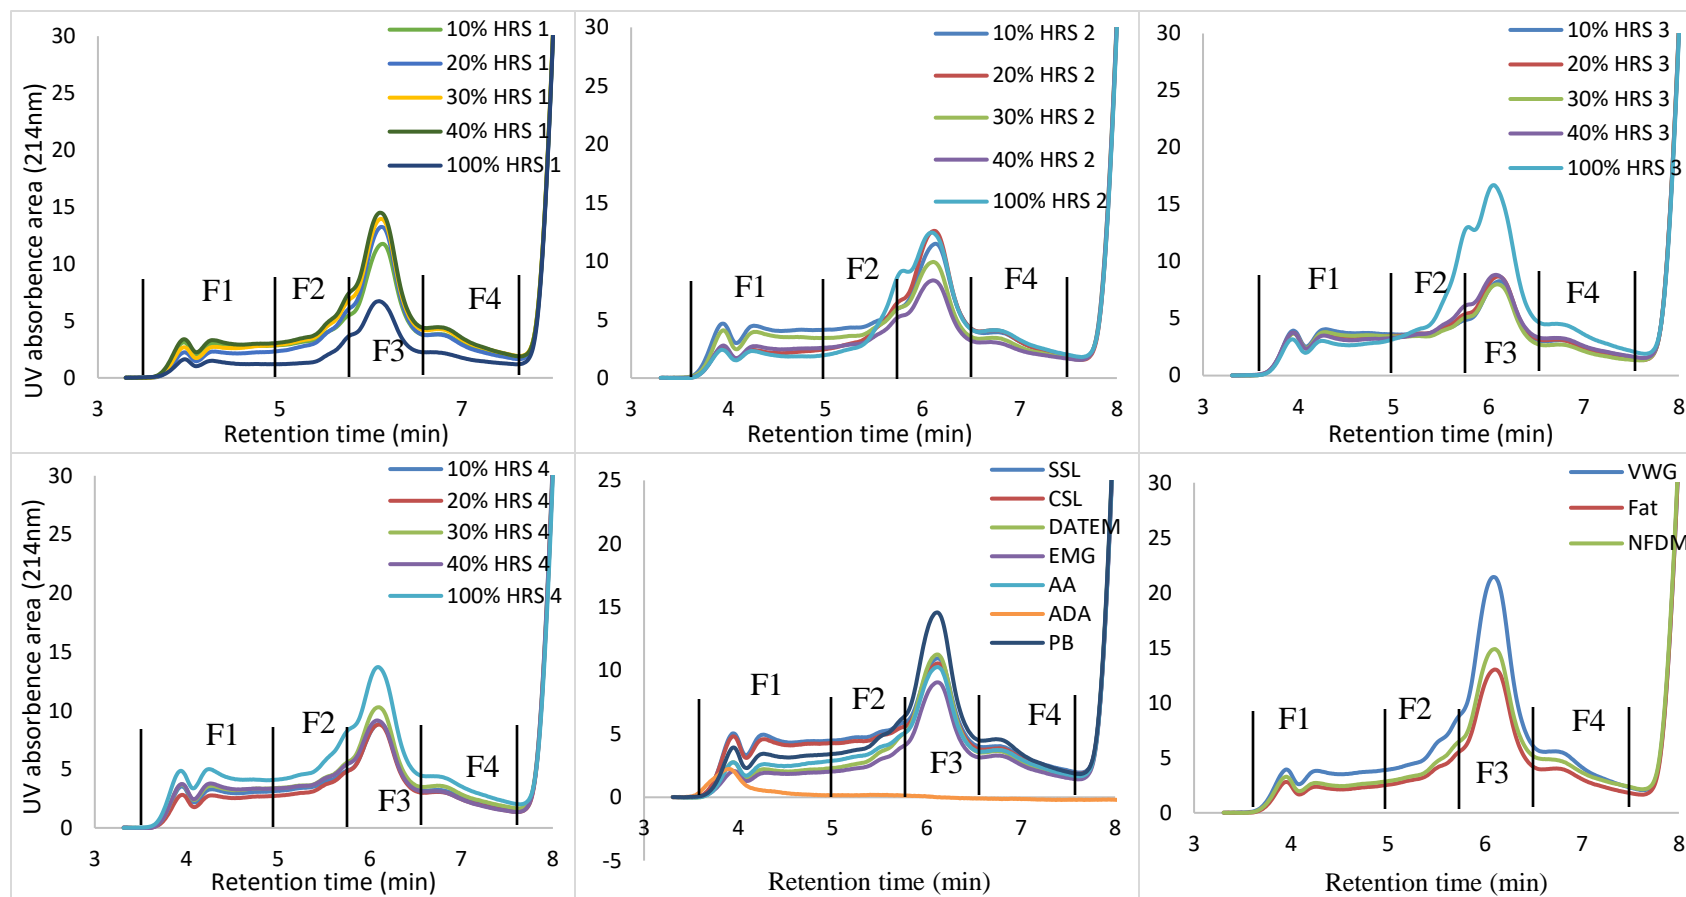 30
25
20
15
10
5
0
UV absorbence area (214nm)
10% HRS 1
20% HRS 1
30% HRS 1
40% HRS 1
100% HRS 1
F1
F2
F3
F4
3
5
7
Retention time (min)
30
25
20
15
10
5
0
10% HRS 2
20% HRS 2
30% HRS 2
40% HRS 2
100% HRS 2
F1
F2
F4
3
4
5
6
7
8
Retention time (min)
30
25
20
15
10
5
0
10% HRS 3
20% HRS 3
30% HRS 3
40% HRS 3
100% HRS 3
F1
F2
F3
F4
3
4
5
6
7
8
Retention time (min)
30
25
20
15
10
5
0
UV absorbence area (214nm)
10% HRS 4
20% HRS 4
30% HRS 4
40% HRS 4
100% HRS 4
F1
F2
F3
F4
3
4
5
6
7
8
Retention time (min)
25
20
15
10
5
0
-5
SSL
CSL
DATEM
EMG
AA
ADA
PB
F1
F2
F3
F4
3
4
5
6
7
8
Retention time (min)
30
25
20
15
10
5
0
VWG
Fat
NFDM
F1
F2
F3
F4
3
4
5
6
7
8
Retention time (min)